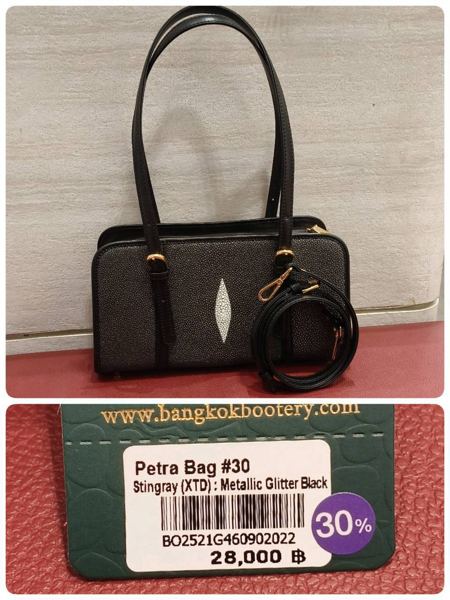 www.bangkokbootery.com
Petra Bag #30
Stingray (XTD) : Metallic Glitter Black
BO2521G460902022
28,000 ฿
30%